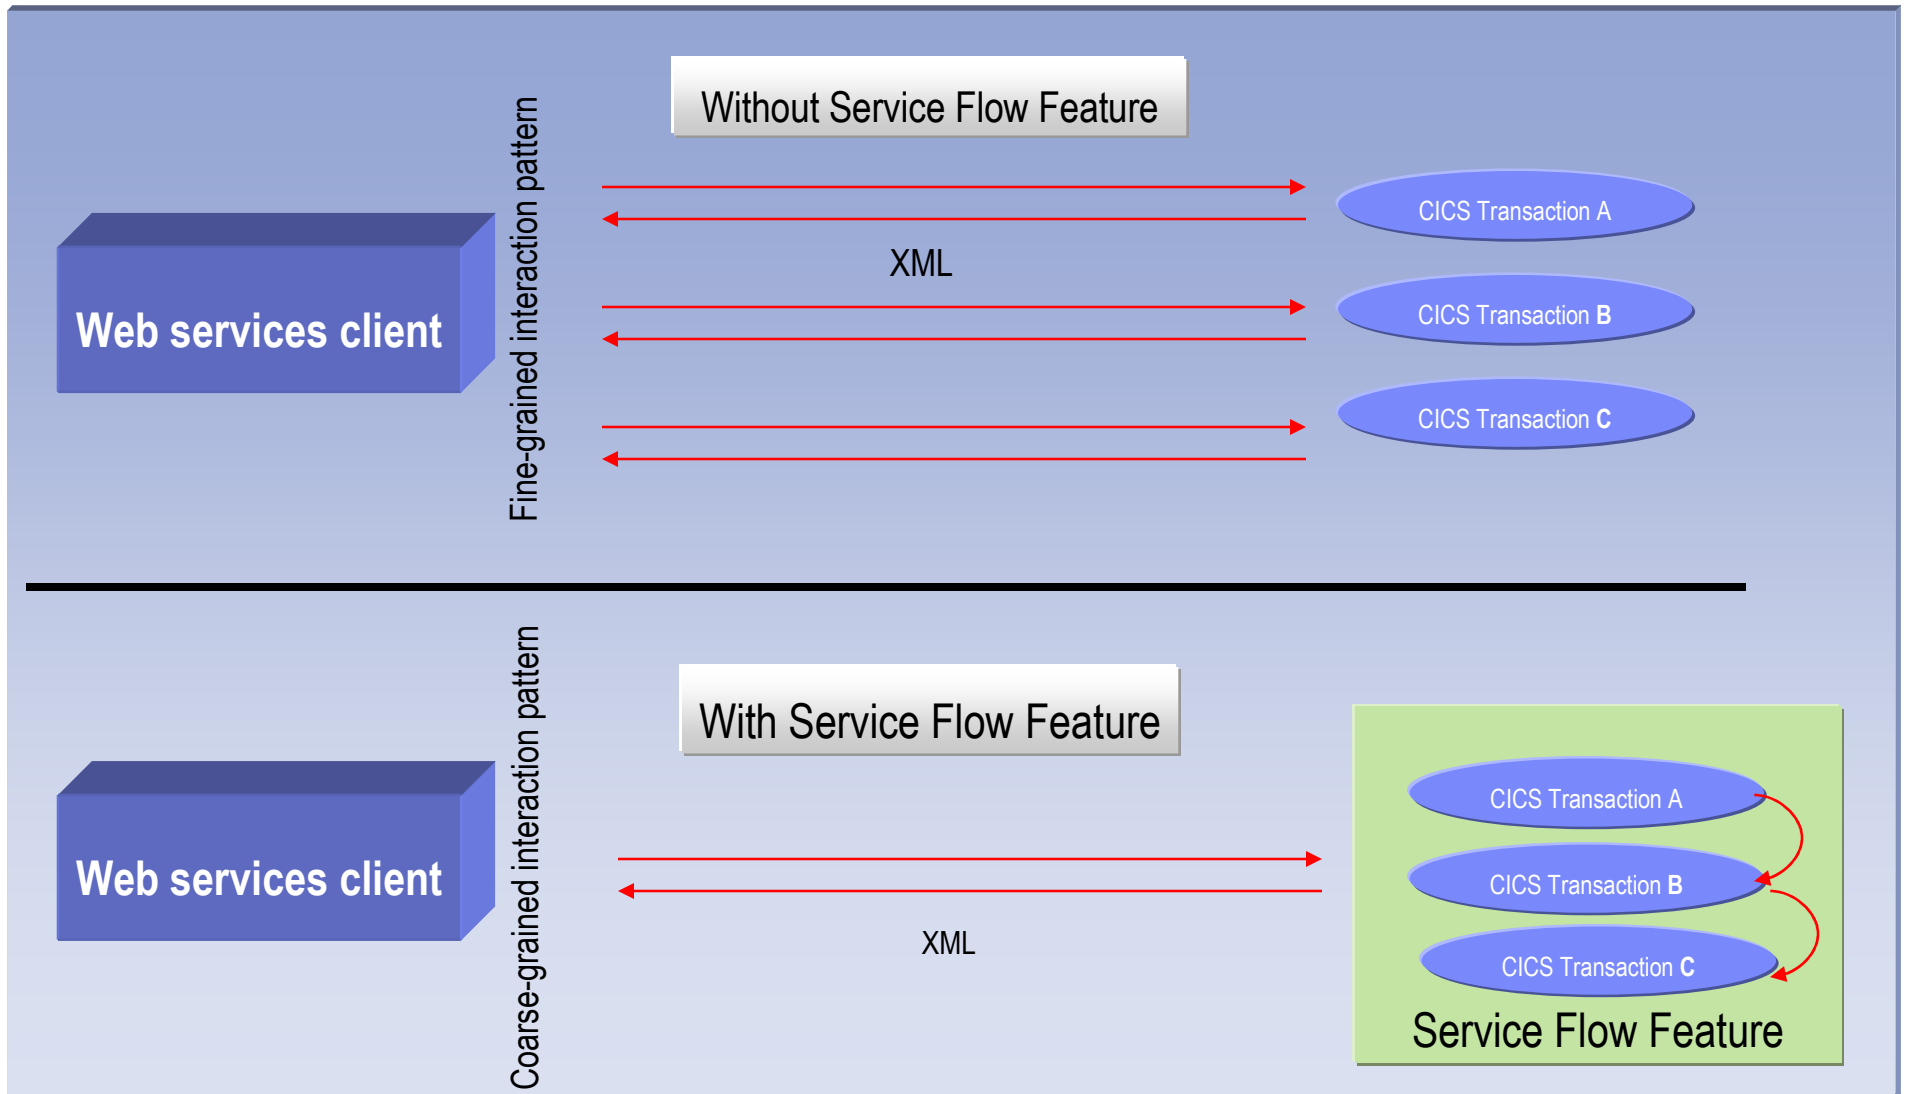 Without Service Flow Feature
Fine-grained interaction pattern
Web services client
XML
CICS Transaction A
CICS Transaction B
CICS Transaction C
With Service Flow Feature
Coarse-grained interaction pattern
Web services client
XML
CICS Transaction A
CICS Transaction B
CICS Transaction C
Service Flow Feature